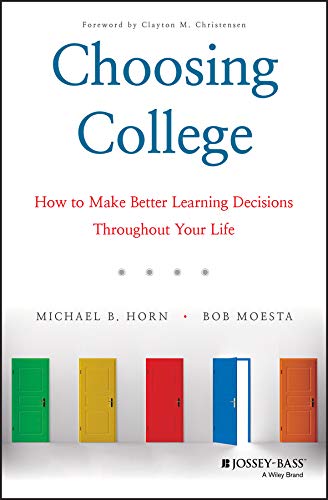 Foreword by Clayton M. Christensen
Choosing
College
How to Make Better Learning Decisions
Throughout Your Life
MICHAEL B. HORN • BOB MOESTA
JOSSEY-BASS™
A Wiley Brand